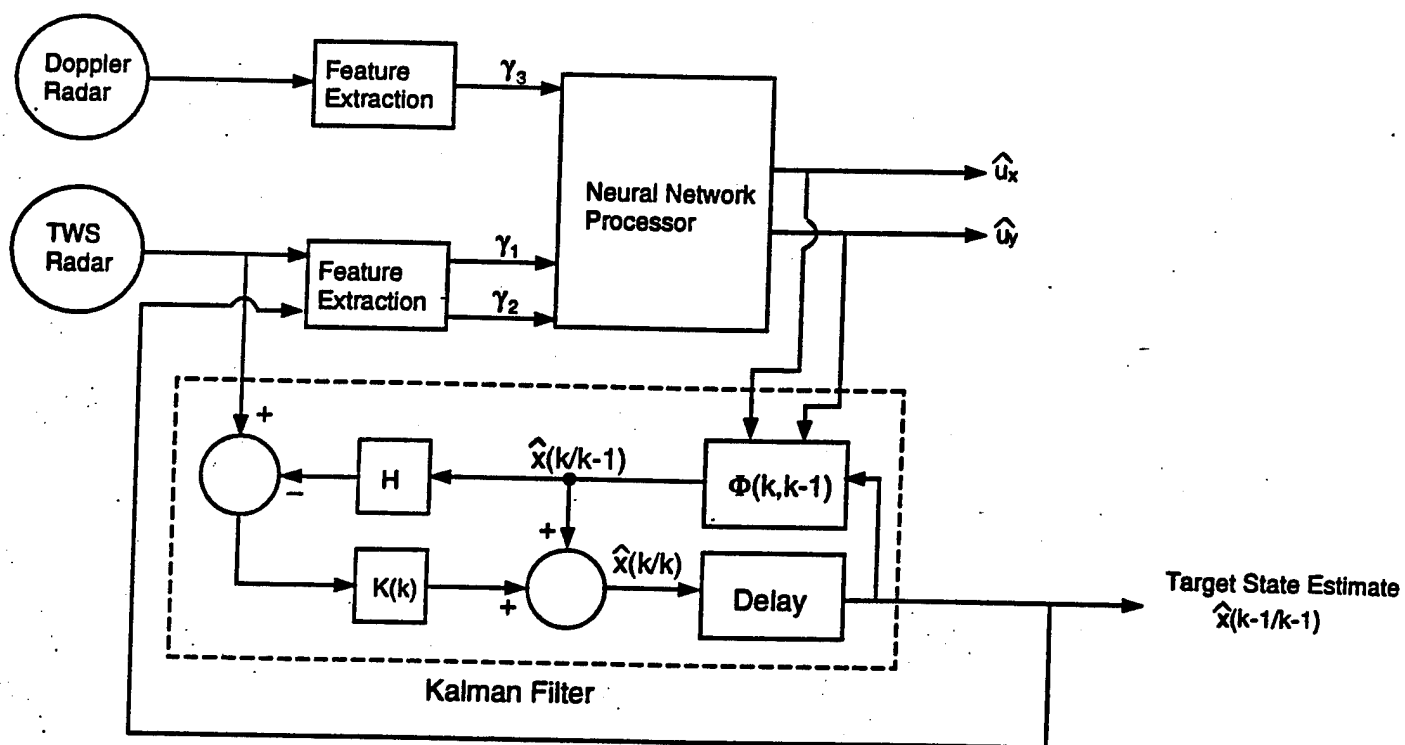 Doppler
Radar
Feature
Extraction
γ₃
Neural Network
Processor
û_x
û_y
TWS
Radar
Feature
Extraction
γ₁
γ₂
+
−
H
x̂(k/k-1)
Φ(k,k-1)
K(k)
+
+
x̂(k/k)
Delay
Target State Estimate
x̂(k-1/k-1)
Kalman Filter